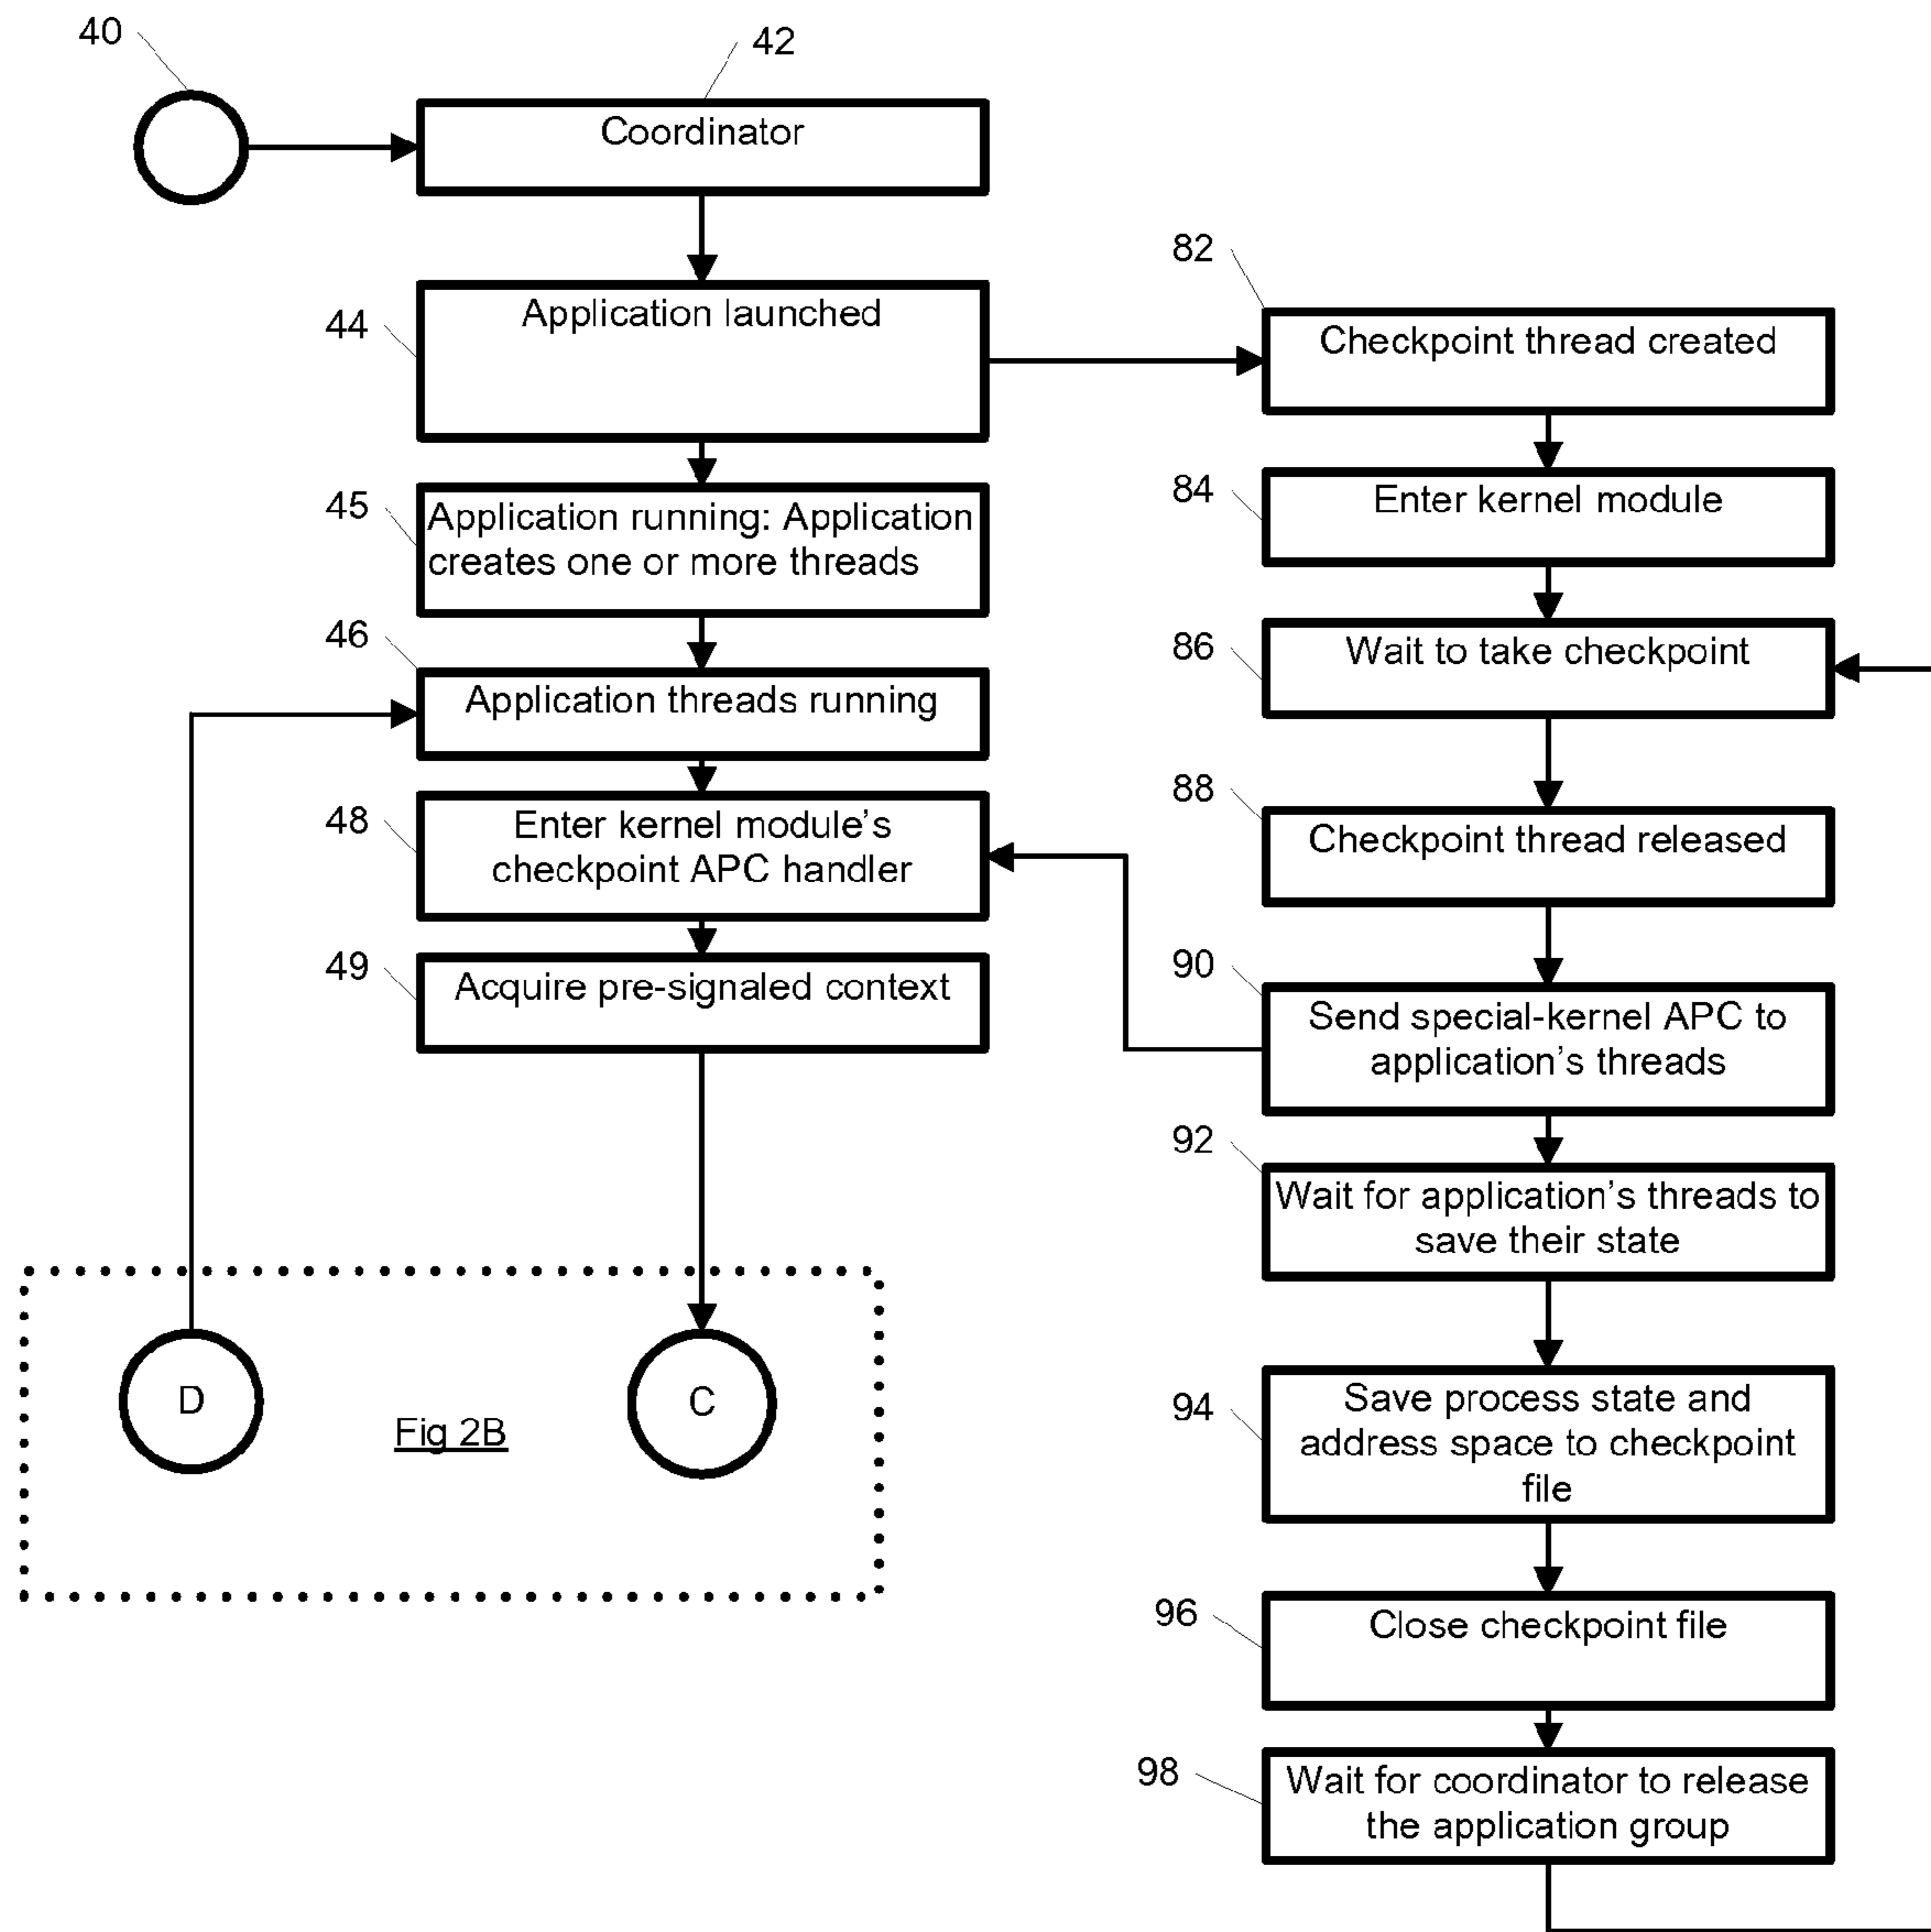 40
42
Coordinator
44
Application launched
45
Application running: Application
creates one or more threads
46
Application threads running
48
Enter kernel module’s
checkpoint APC handler
49
Acquire pre-signaled context
D
Fig 2B
C
82
Checkpoint thread created
84
Enter kernel module
86
Wait to take checkpoint
88
Checkpoint thread released
90
Send special-kernel APC to
application’s threads
92
Wait for application’s threads to
save their state
94
Save process state and
address space to checkpoint
file
96
Close checkpoint file
98
Wait for coordinator to release
the application group